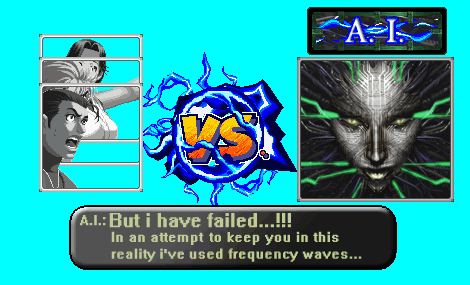 A. I.
VS.
A.I.: But i have failed...!!!
In an attempt to keep you in this
reality i've used frequency waves...